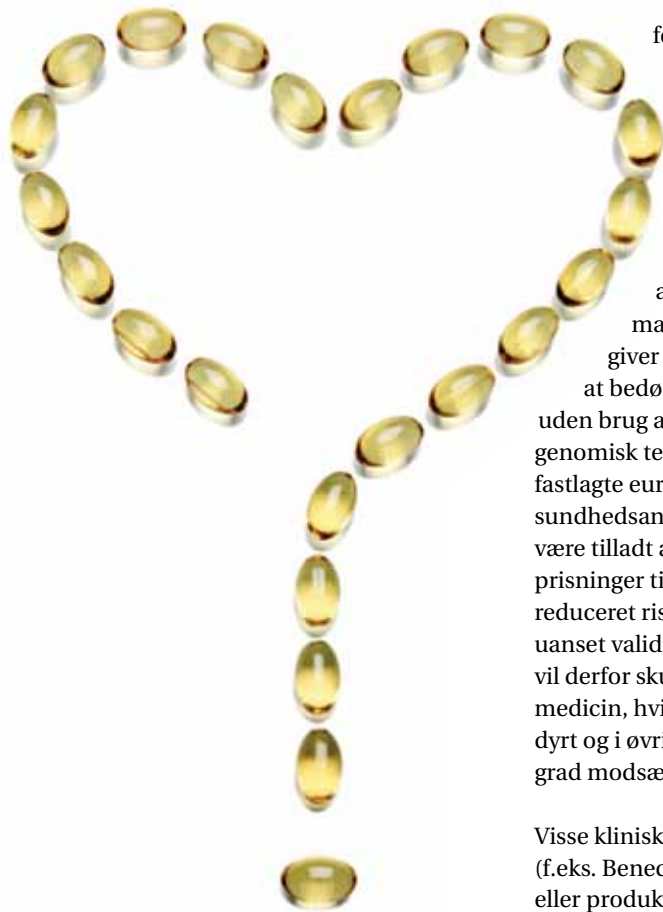 fe
a
ma
giver
at bedø
uden brug a
genomisk te
fastlagte eur
sundhedsan
være tilladt a
prisninger ti
reduceret ris
uanset valid
vil derfor sku
medicin, hvi
dyrt og i øvri
grad modsæ
Visse klinisk
(f.eks. Bened
eller produk